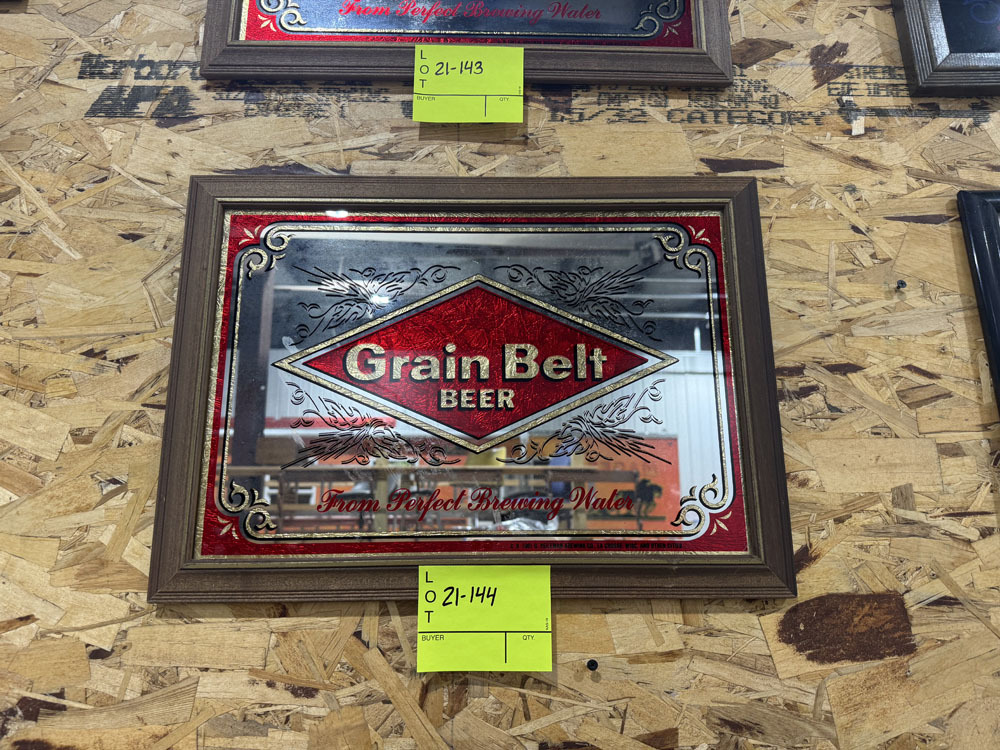 From Perfect Brewing Water
LOT 21-143
BUYER QTY.
CATEGORY
Grain Belt
BEER
From Perfect Brewing Water
LOT 21-144
BUYER QTY.